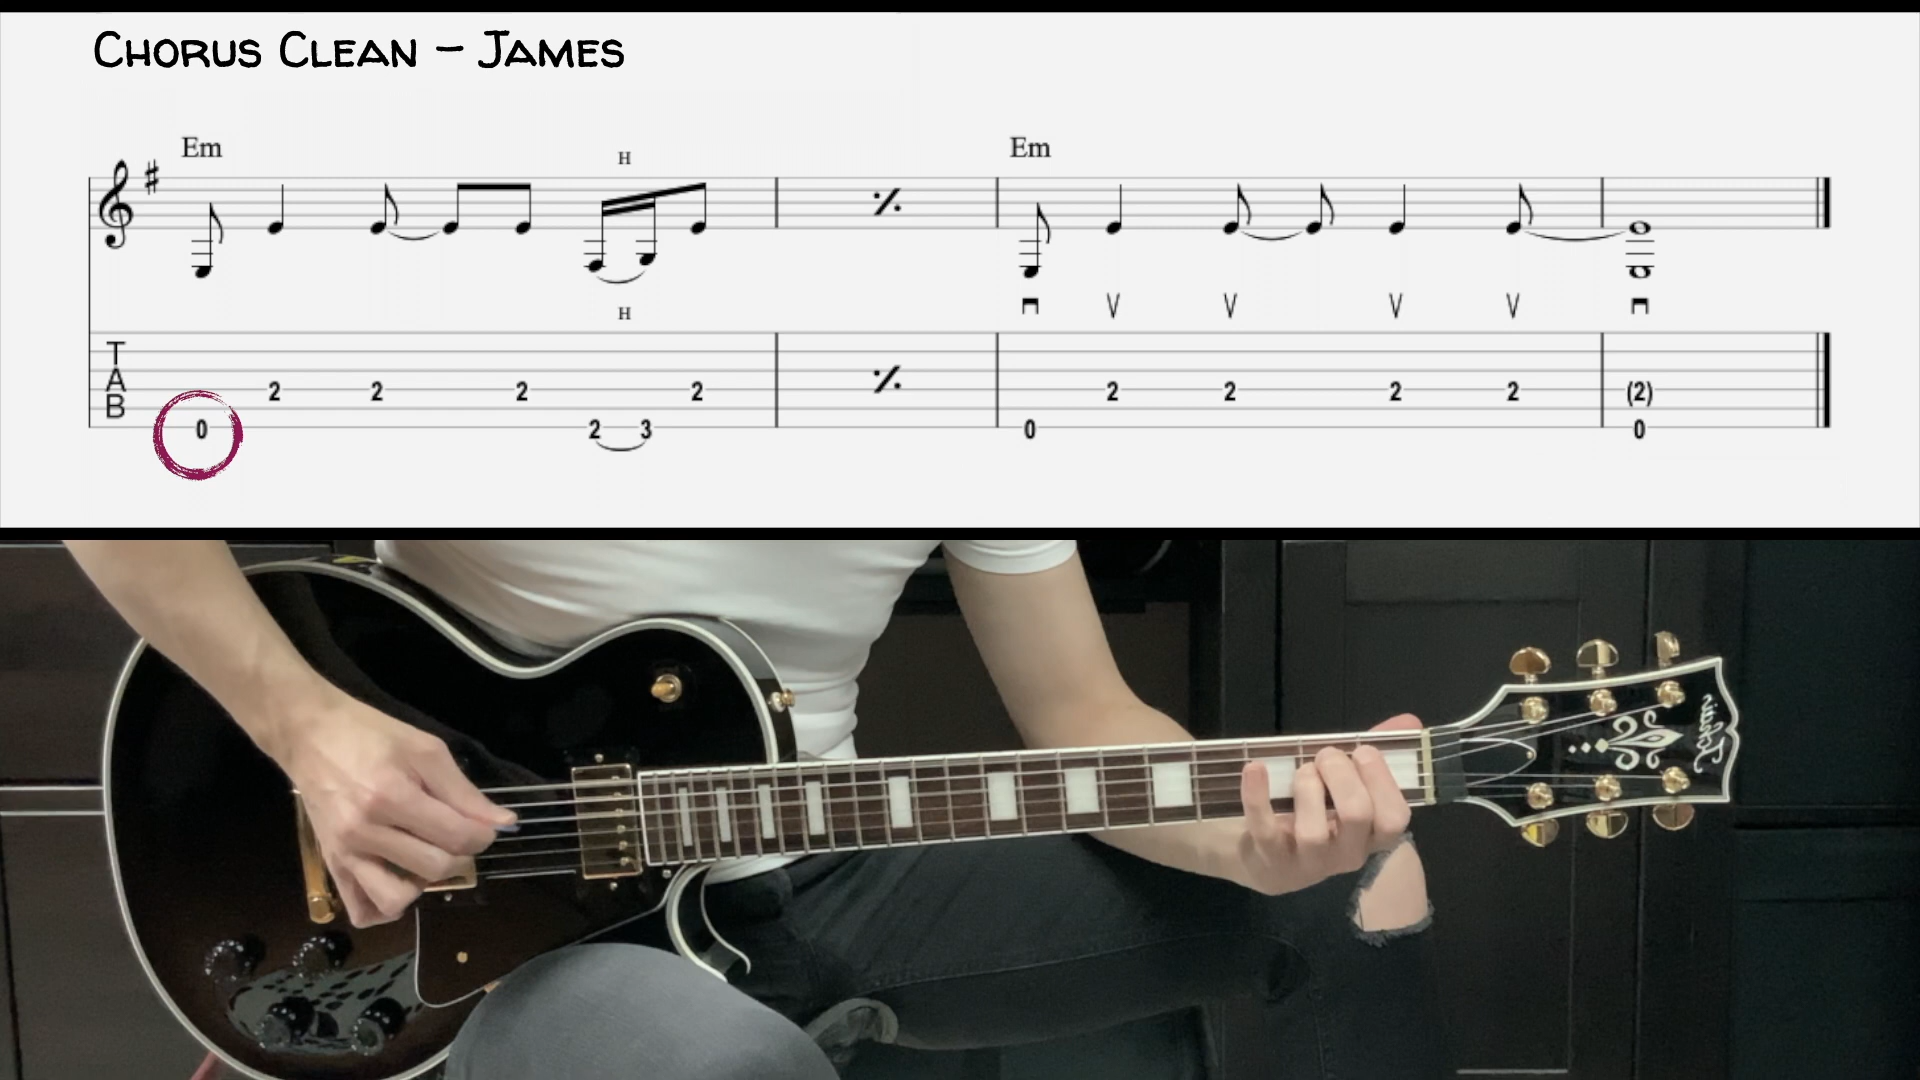 CHORUS CLEAN – JAMES
Em H Em
H
T
A
B
2 2 2 2 2 2 2 2 (2)
0 2 3 0 0